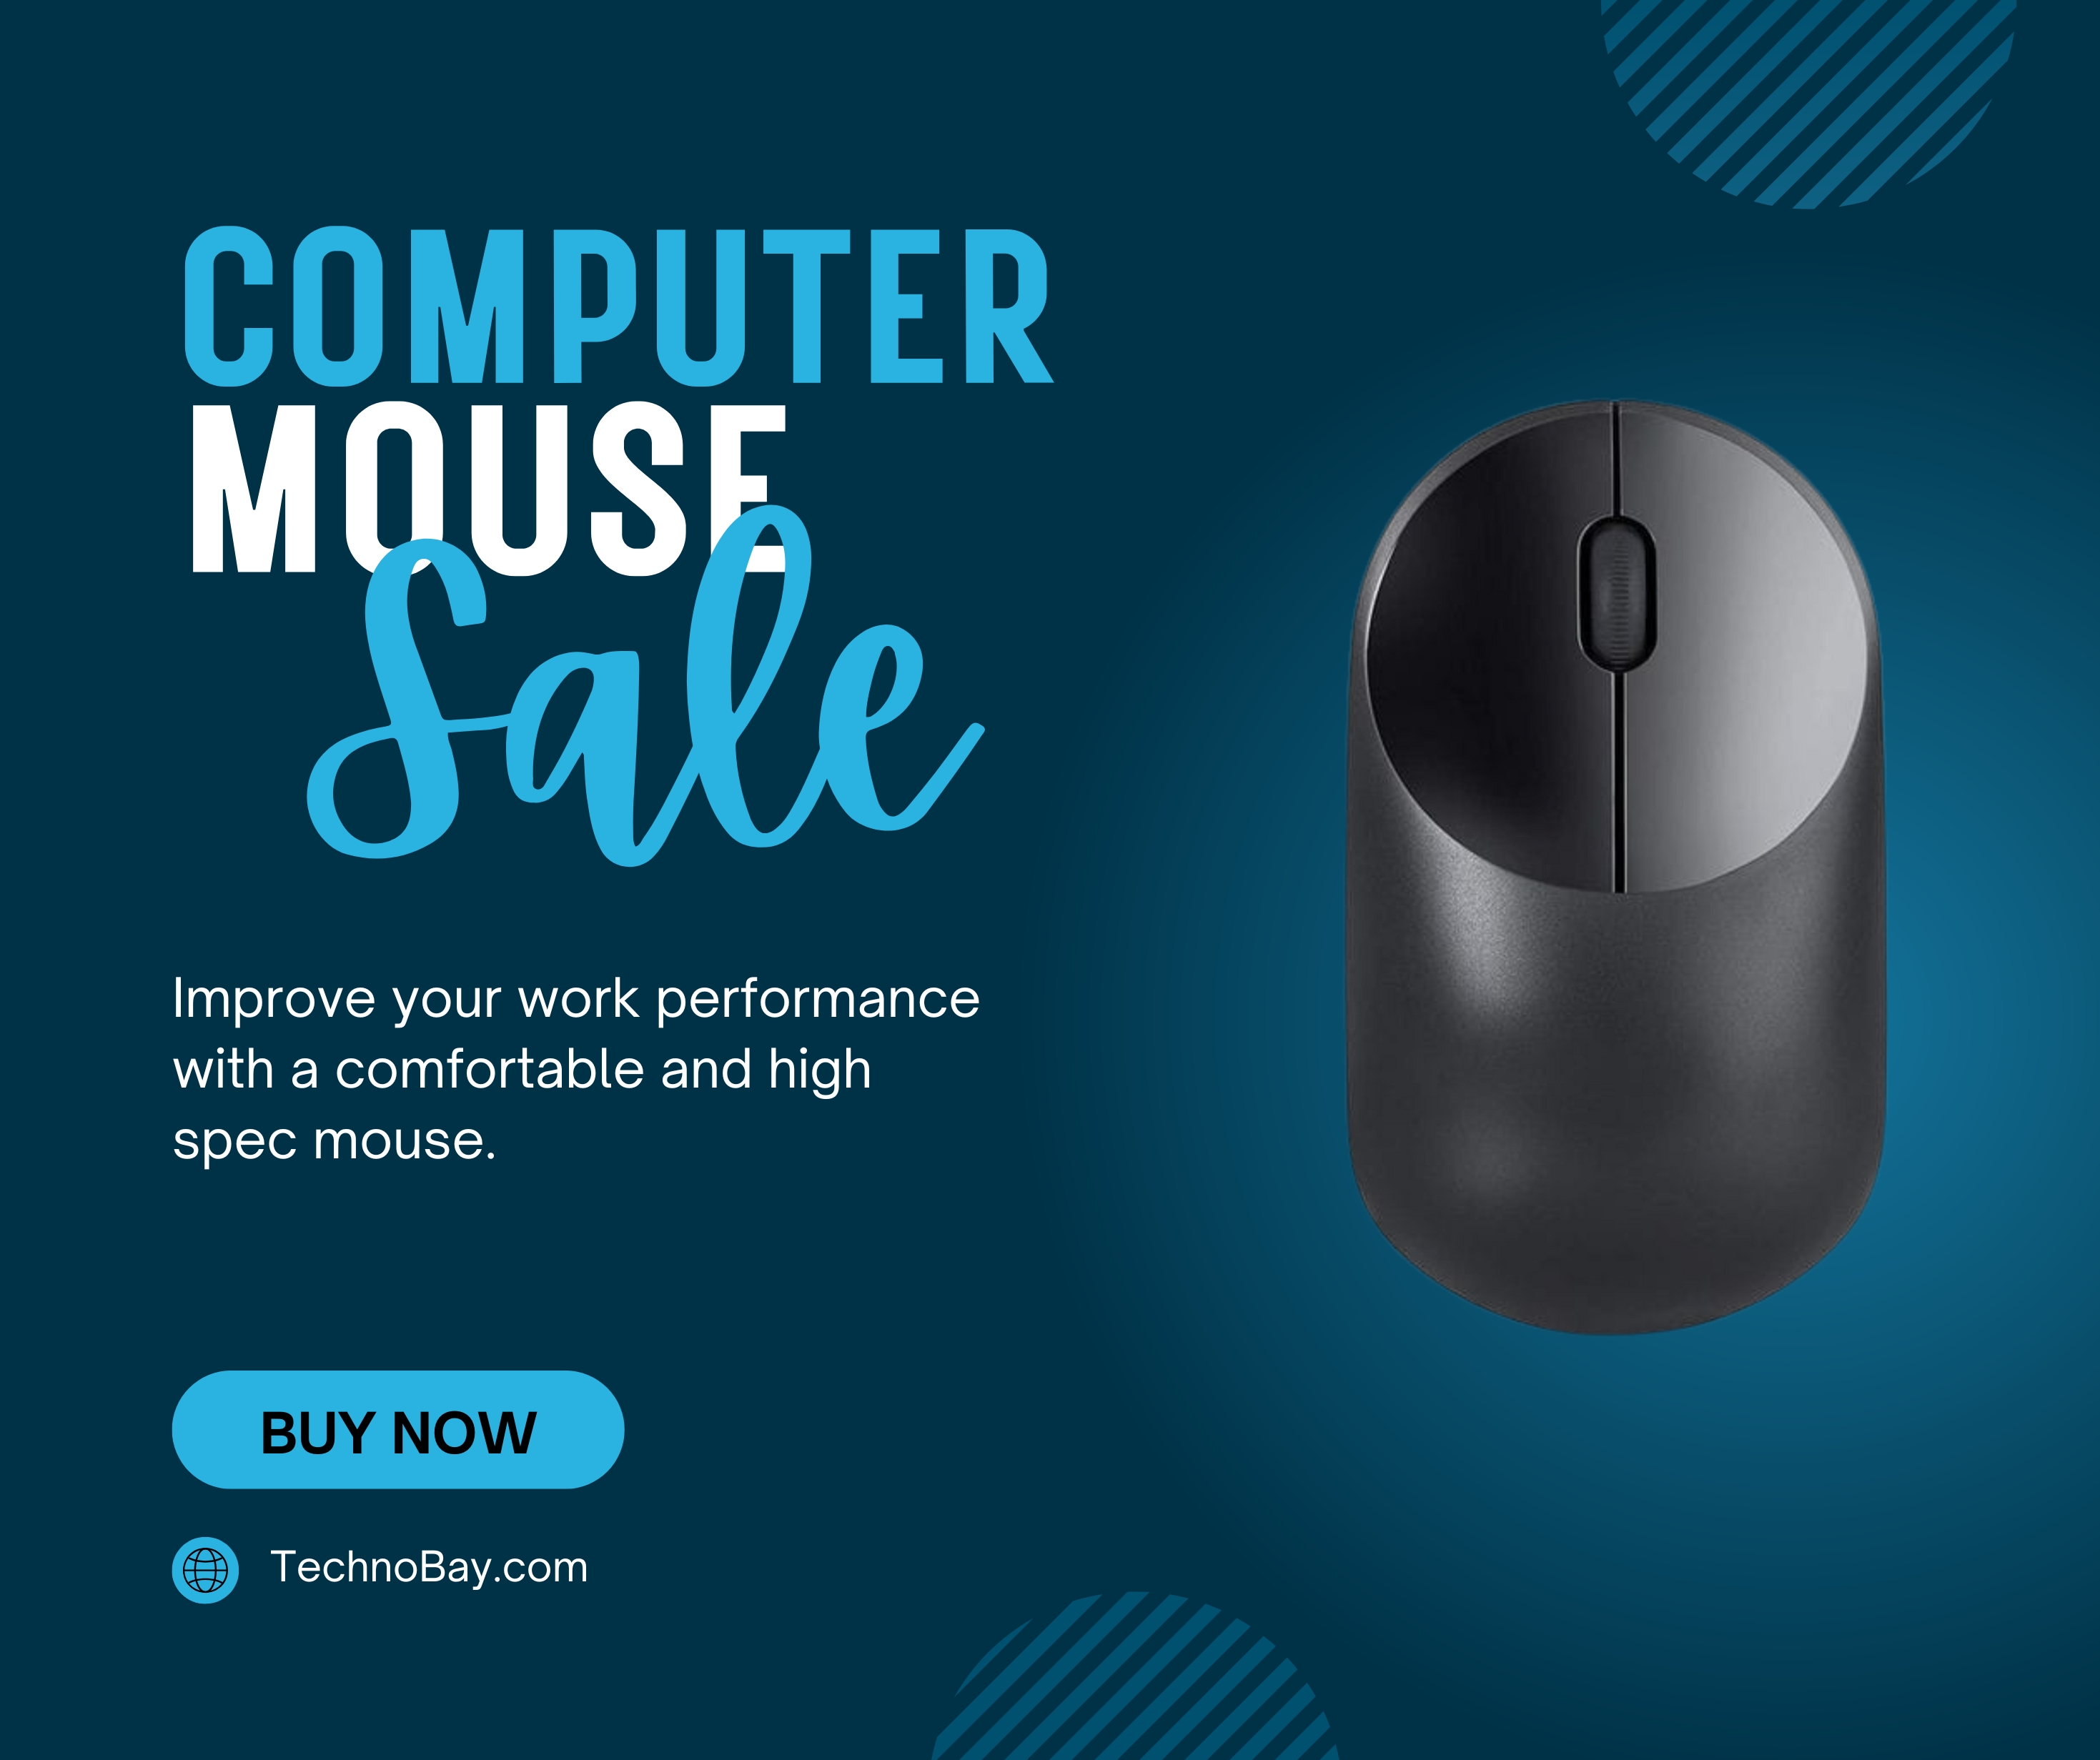 COMPUTER
MOUSE
Sale
Improve your work performance
with a comfortable and high
spec mouse.
BUY NOW
TechnoBay.com